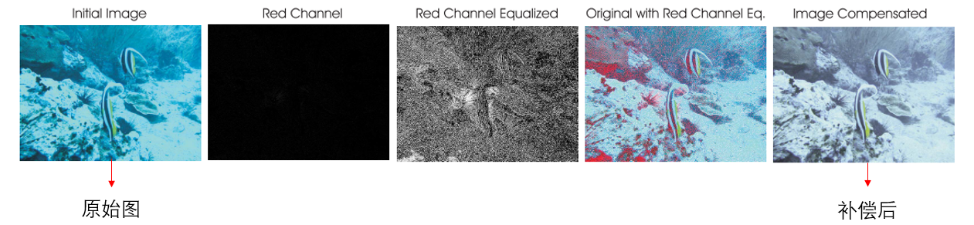 Initial Image
Red Channel
Red Channel Equalized
Original with Red Channel Eq.
Image Compensated
原始图
补偿后